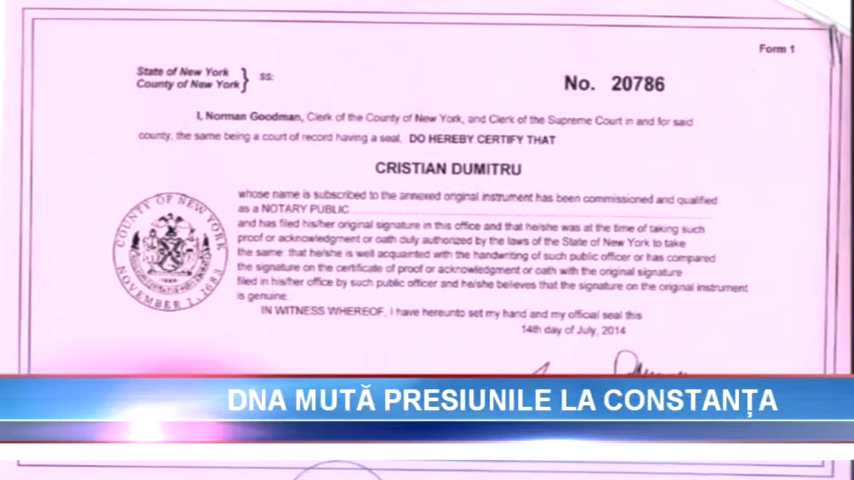 Form 1
State of New York } ss:
County of New York
No. 20786
I, Norman Goodman, Clerk of the County of New York, and Clerk of the Supreme Court in and for said
county, the same being a court of record having a seal, DO HEREBY CERTIFY THAT
CRISTIAN DUMITRU
whose name is subscribed to the annexed original instrument has been commissioned and qualified
as a NOTARY PUBLIC
and has filed his/her original signature in this office and that he/she was at the time of taking such
proof or acknowledgment or oath duly authorized by the laws of the State of New York to take
the same: that he/she is well acquainted with the handwriting of such public officer or has compared
the signature on the certificate of proof or acknowledgment or oath with the original signature
filed in his/her office by such public officer and he/she believes that the signature on the original instrument
is genuine.
COUNTY OF NEW YORK
NOVEMBER 1, 1683
IN WITNESS WHEREOF, I have hereunto set my hand and my official seal this
14th day of July, 2014
DNA MUTĂ PRESIUNILE LA CONSTANȚA